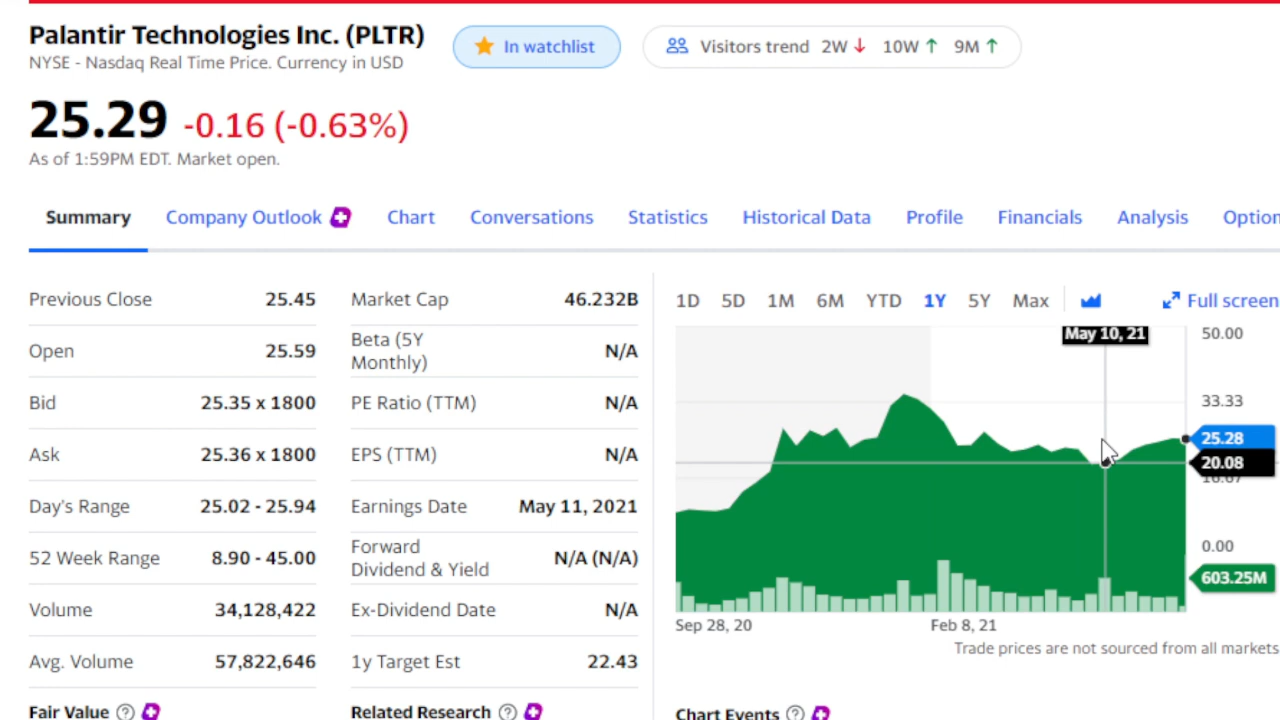 Palantir Technologies Inc. (PLTR)
In watchlist
Visitors trend 2W ↓ 10W ↑ 9M ↑
NYSE - Nasdaq Real Time Price. Currency in USD
25.29 -0.16 (-0.63%)
As of 1:59PM EDT. Market open.
Summary Company Outlook Chart Conversations Statistics Historical Data Profile Financials Analysis Option
Previous Close 25.45
Open 25.59
Bid 25.35 x 1800
Ask 25.36 x 1800
Day's Range 25.02 - 25.94
52 Week Range 8.90 - 45.00
Volume 34,128,422
Avg. Volume 57,822,646
Fair Value
Market Cap 46.232B
Beta (5Y
Monthly) N/A
PE Ratio (TTM) N/A
EPS (TTM) N/A
Earnings Date May 11, 2021
Forward
Dividend & Yield N/A (N/A)
Ex-Dividend Date N/A
1y Target Est 22.43
Related Research
1D 5D 1M 6M YTD 1Y 5Y Max Full screen
May 10, 21
50.00
33.33
25.28
20.08
16.67
0.00
603.25M
Sep 28, 20 Feb 8, 21
Trade prices are not sourced from all markets
Chart Events